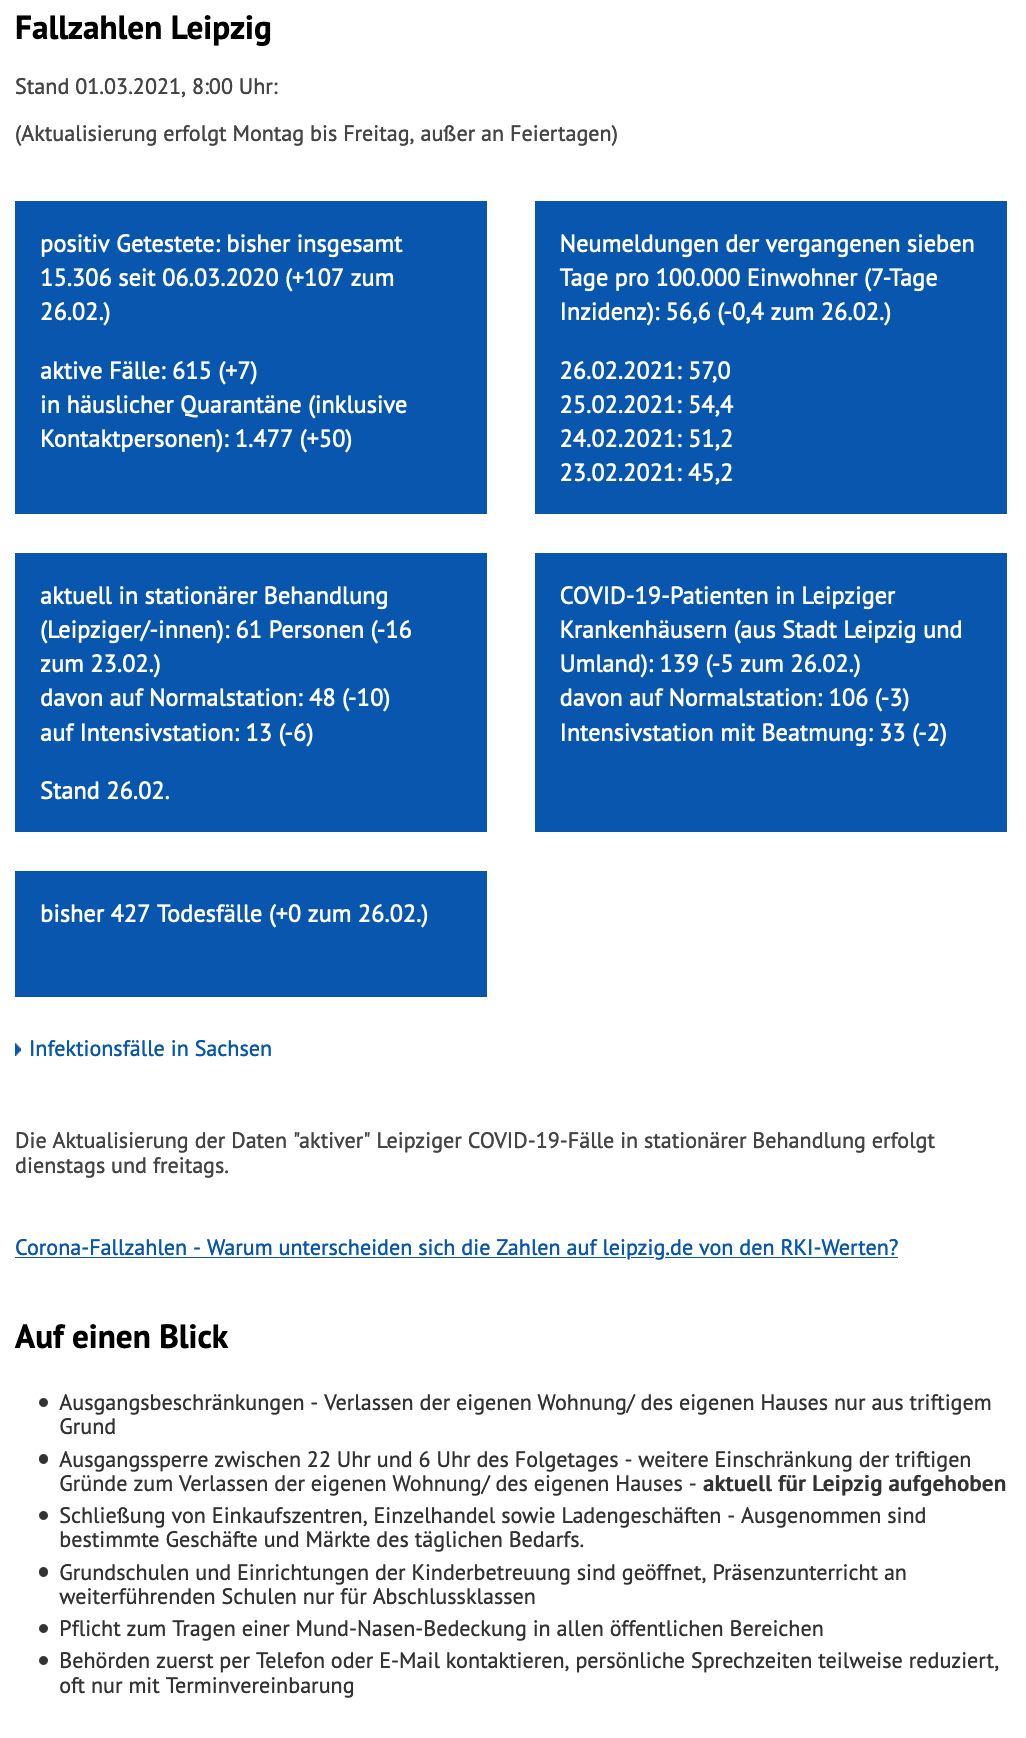 Fallzahlen Leipzig
Stand 01.03.2021, 8:00 Uhr:
(Aktualisierung erfolgt Montag bis Freitag, außer an Feiertagen)
positiv Getestete: bisher insgesamt
15.306 seit 06.03.2020 (+107 zum
26.02.)
aktive Fälle: 615 (+7)
in häuslicher Quarantäne (inklusive
Kontaktpersonen): 1.477 (+50)
Neumeldungen der vergangenen sieben
Tage pro 100.000 Einwohner (7-Tage
Inzidenz): 56,6 (-0,4 zum 26.02.)
26.02.2021: 57,0
25.02.2021: 54,4
24.02.2021: 51,2
23.02.2021: 45,2
aktuell in stationärer Behandlung
(Leipziger/-innen): 61 Personen (-16
zum 23.02.)
davon auf Normalstation: 48 (-10)
auf Intensivstation: 13 (-6)
Stand 26.02.
COVID-19-Patienten in Leipziger
Krankenhäusern (aus Stadt Leipzig und
Umland): 139 (-5 zum 26.02.)
davon auf Normalstation: 106 (-3)
Intensivstation mit Beatmung: 33 (-2)
bisher 427 Todesfälle (+0 zum 26.02.)
Infektionsfälle in Sachsen
Die Aktualisierung der Daten "aktiver" Leipziger COVID-19-Fälle in stationärer Behandlung erfolgt
dienstags und freitags.
Corona-Fallzahlen - Warum unterscheiden sich die Zahlen auf leipzig.de von den RKI-Werten?
Auf einen Blick
• Ausgangsbeschränkungen - Verlassen der eigenen Wohnung/ des eigenen Hauses nur aus triftigem
Grund
• Ausgangssperre zwischen 22 Uhr und 6 Uhr des Folgetages - weitere Einschränkung der triftigen
Gründe zum Verlassen der eigenen Wohnung/ des eigenen Hauses - aktuell für Leipzig aufgehoben
• Schließung von Einkaufszentren, Einzelhandel sowie Ladengeschäften - Ausgenommen sind
bestimmte Geschäfte und Märkte des täglichen Bedarfs.
• Grundschulen und Einrichtungen der Kinderbetreuung sind geöffnet, Präsenzunterricht an
weiterführenden Schulen nur für Abschlussklassen
• Pflicht zum Tragen einer Mund-Nasen-Bedeckung in allen öffentlichen Bereichen
• Behörden zuerst per Telefon oder E-Mail kontaktieren, persönliche Sprechzeiten teilweise reduziert,
oft nur mit Terminvereinbarung